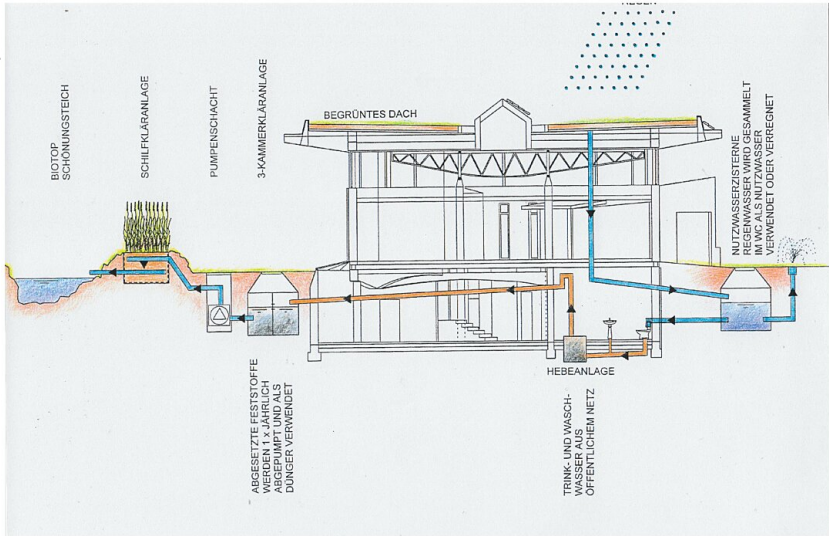 BIOTOP
SCHÖNUNGSTEICH
SCHILFKLÄRANLAGE
PUMPENSCHACHT
3-KAMMERKLÄRANLAGE
BEGRÜNTES DACH
NUTZWASSERZISTERNE
REGENWASSER WIRD GESAMMELT
IM WC ALS NUTZWASSER
VERWENDET ODER VERREGNET
HEBEANLAGE
ABGESETZTE FESTSTOFFE
WERDEN 1 x JÄHRLICH
ABGEPUMPT UND ALS
DÜNGER VERWENDET
TRINK- UND WASCH-
WASSER AUS
ÖFFENTLICHEM NETZ